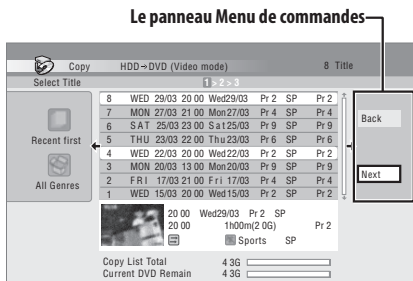 Le panneau Menu de commandes
Copy HDD→DVD (Video mode) 8 Title
Select Title 1 > 2 > 3
8 WED 29/03 20 00 Wed29/03 Pr 2 SP Pr 2
7 MON 27/03 21 00 Mon27/03 Pr 4 SP Pr 4
6 SAT 25/03 23 00 Sat25/03 Pr 9 SP Pr 9
5 THU 23/03 22 00 Thu23/03 Pr 6 SP Pr 6
4 WED 22/03 20 00 Wed22/03 Pr 2 SP Pr 2
3 MON 20/03 13 00 Mon20/03 Pr 9 SP Pr 9
2 FRI 17/03 21 00 Fri 17/03 Pr 4 SP Pr 4
1 WED 15/03 20 00 Wed15/03 Pr 2 SP Pr 2
Recent first
All Genres
Back
Next
20 00 Wed29/03 Pr 2 SP
20 00 1h00m(2 0G) Pr 2
Sports SP
Copy List Total 4 3G
Current DVD Remain 4 3G